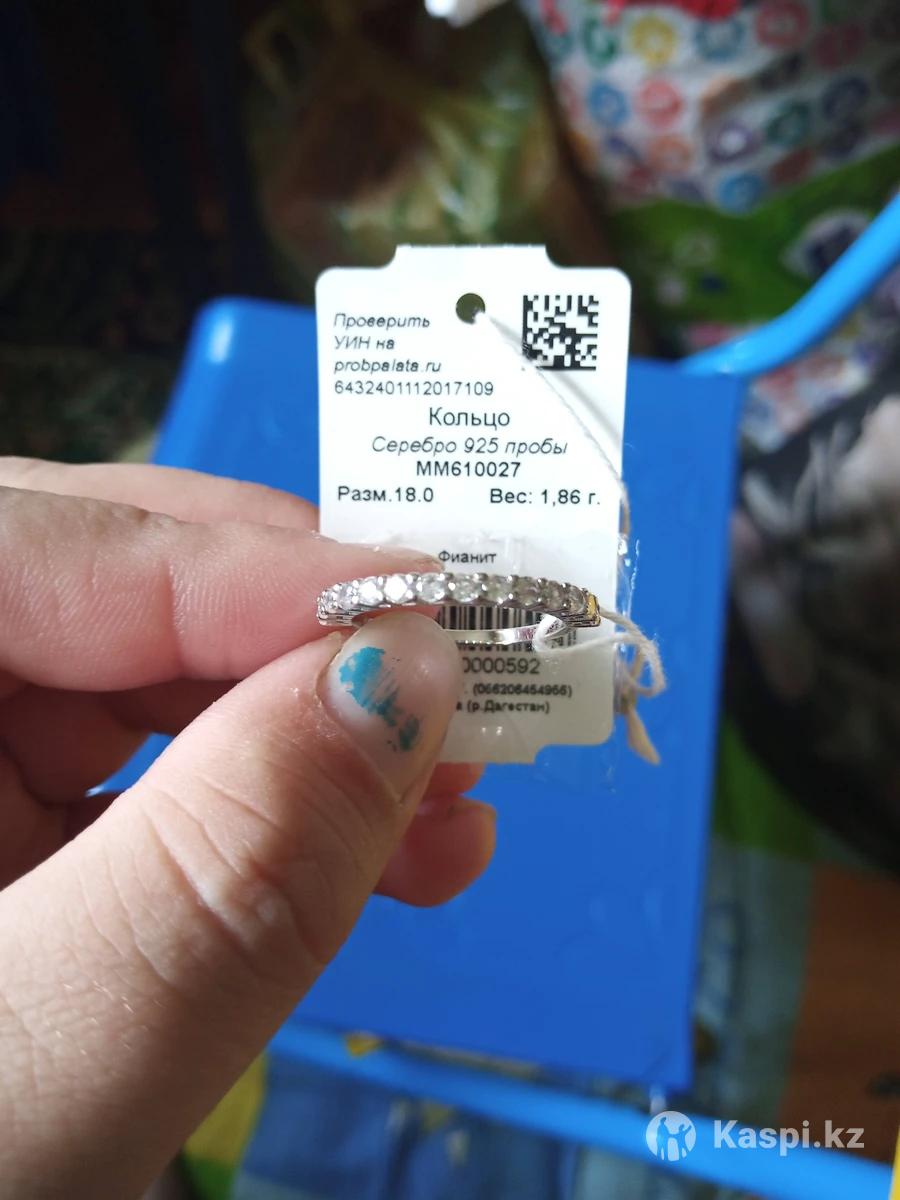 Проверить
УИН на
probpalata.ru
6432401112017109
Кольцо
Серебро 925 пробы
ММ610027
Разм.18.0 Вес: 1,86 г.
Фианит
0000592
(066206454966)
(р.Дагестан)
Kaspi.kz